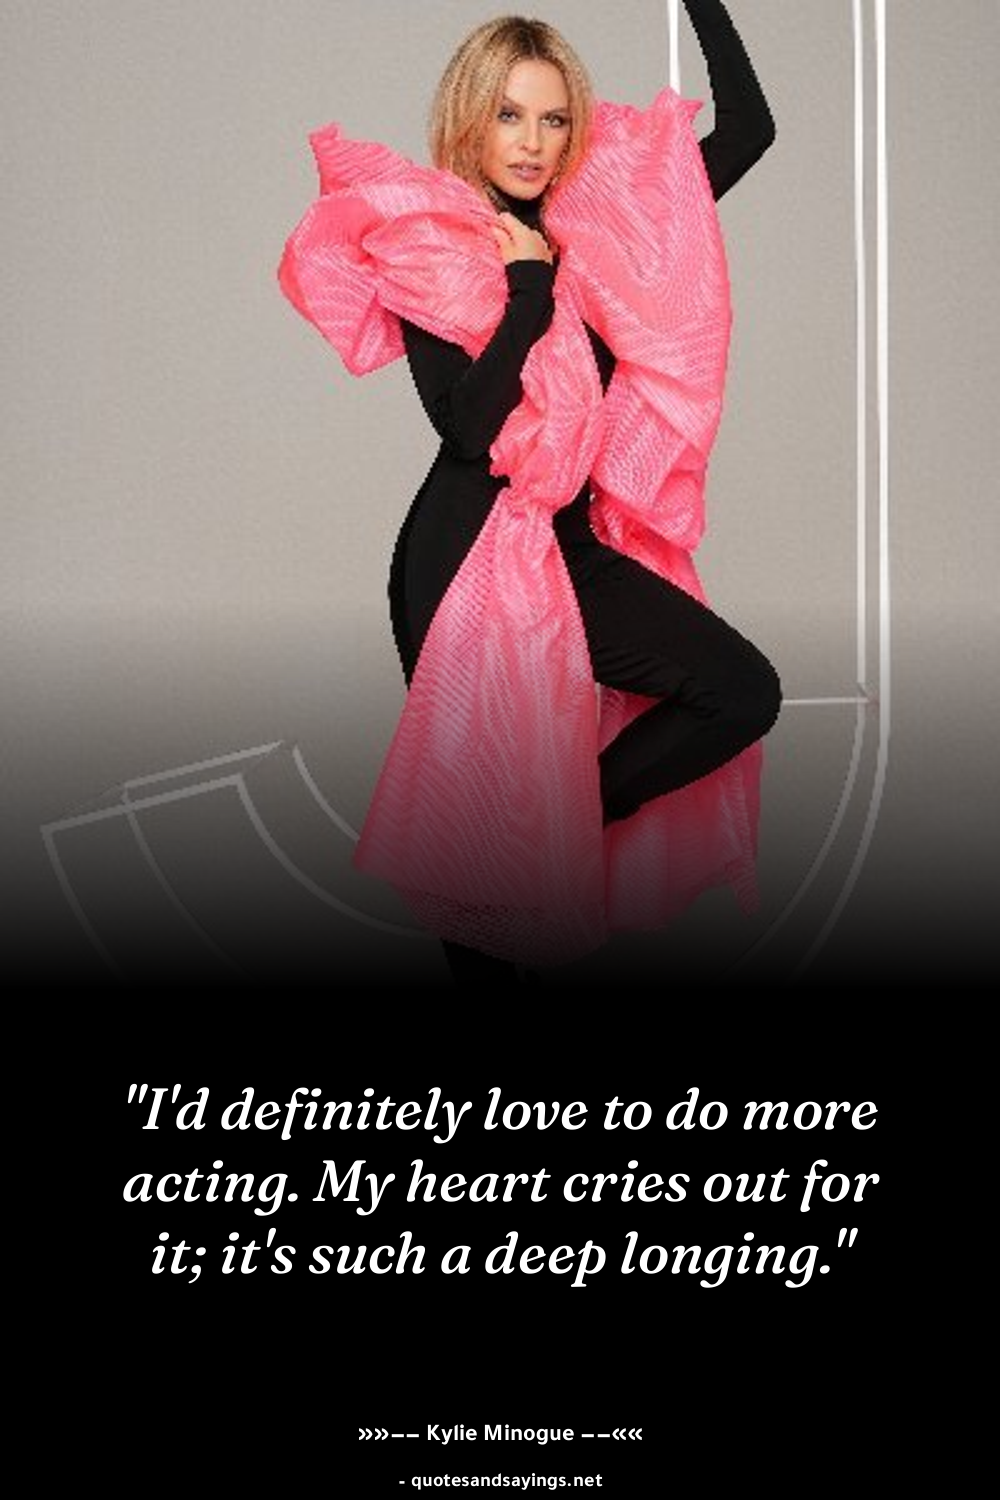 "I'd definitely love to do more
acting. My heart cries out for
it; it's such a deep longing."
»»−− Kylie Minogue −−««
- quotesandsayings.net